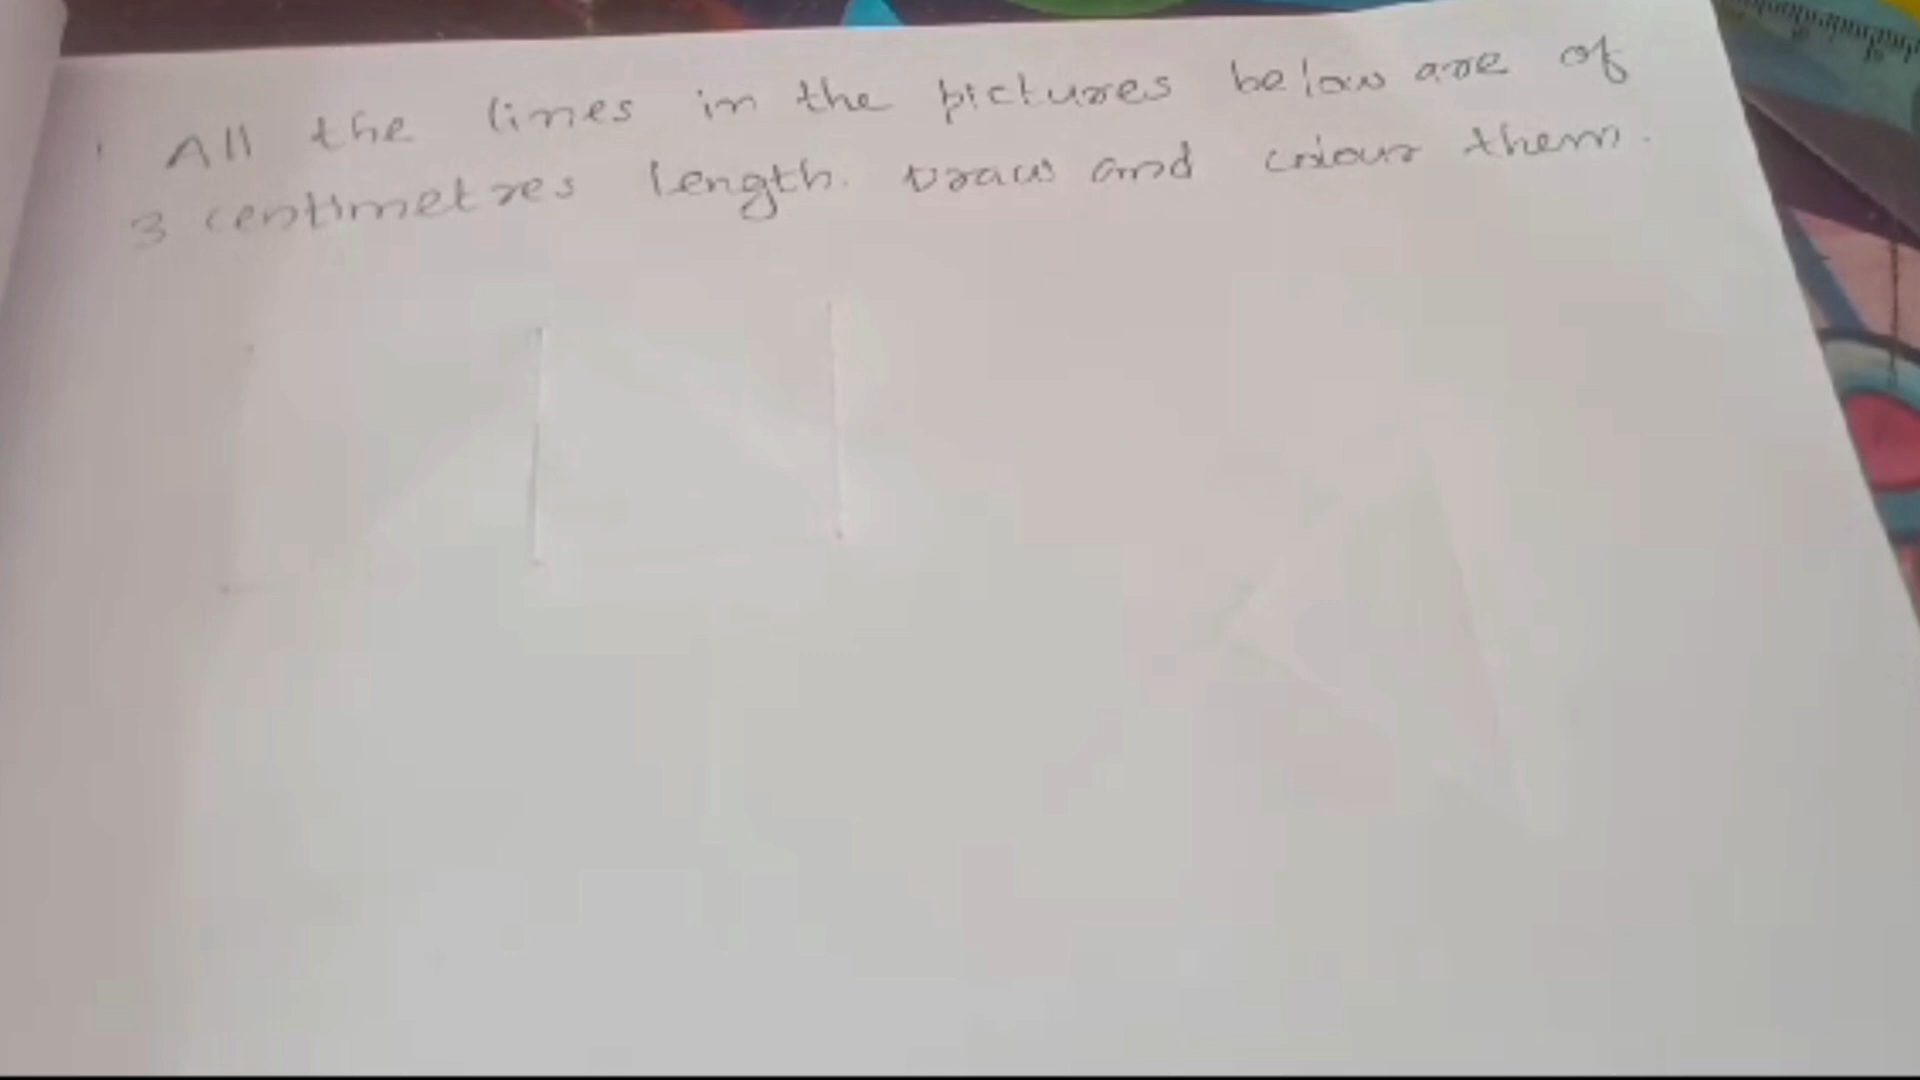 All the lines in the pictures below are of
3 centimetres length. Draw and colour them.